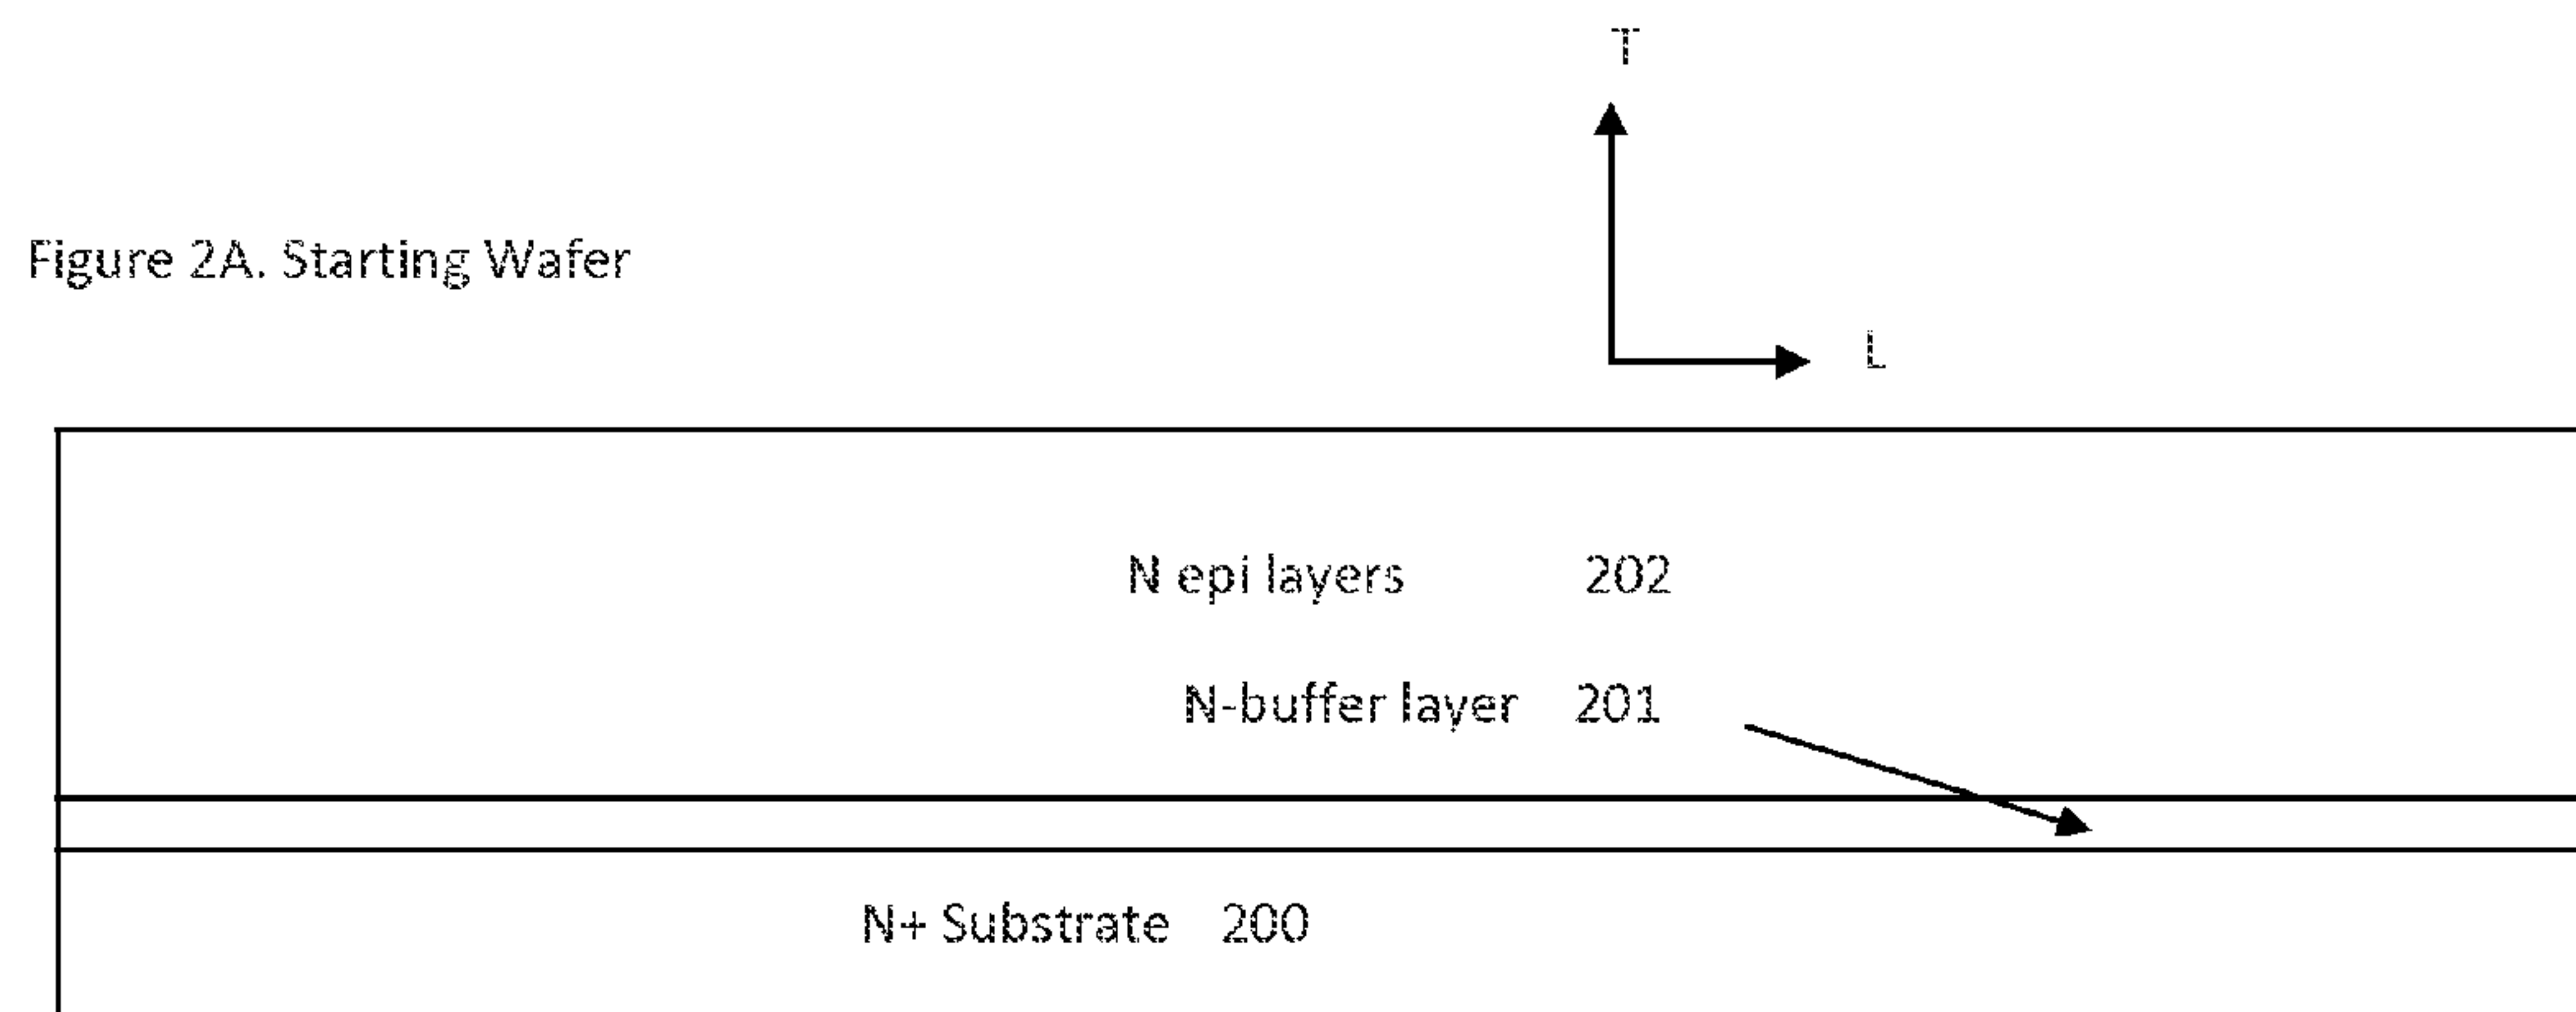 T
Figure 2A. Starting Wafer
L
N epi layers 202
N-buffer layer 201
N+ Substrate 200